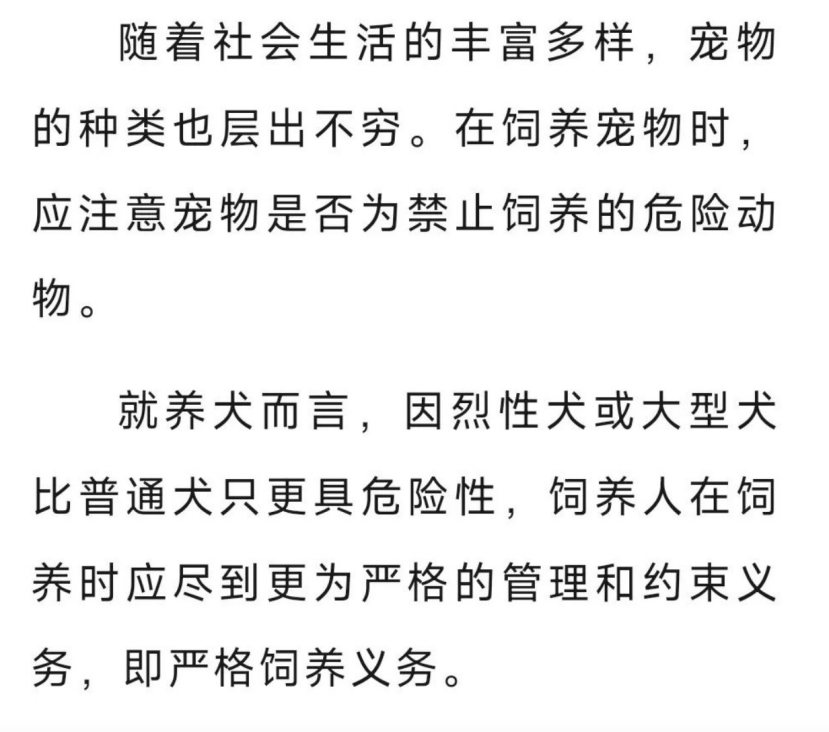 随着社会生活的丰富多样，宠物
的种类也层出不穷。在饲养宠物时，
应注意宠物是否为禁止饲养的危险动
物。
就养犬而言，因烈性犬或大型犬
比普通犬只更具危险性，饲养人在饲
养时应尽到更为严格的管理和约束义
务，即严格饲养义务。